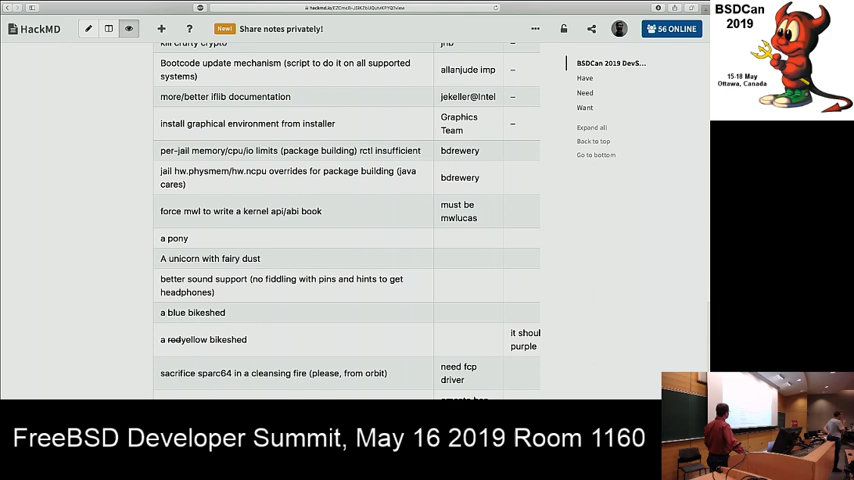 HackMD
New!
Share notes privately!
56 ONLINE
BSDCan
2019
15-18 May
Ottawa, Canada
kill crufty crypto
jhb
Bootcode update mechanism (script to do it on all supported
systems)
allanjude imp
–
more/better iflib documentation
jekeller@Intel
–
install graphical environment from installer
Graphics
Team
–
per-jail memory/cpu/io limits (package building) rctl insufficient
bdrewery
jail hw.physmem/hw.ncpu overrides for package building (java
cares)
bdrewery
force mwl to write a kernel api/abi book
must be
mwlucas
a pony
A unicorn with fairy dust
better sound support (no fiddling with pins and hints to get
headphones)
a blue bikeshed
a redyellow bikeshed
it shoul
purple
sacrifice sparc64 in a cleansing fire (please, from orbit)
need fcp
driver
BSDCan 2019 DevS...
Have
Need
Want
Expand all
Back to top
Go to bottom
FreeBSD Developer Summit, May 16 2019 Room 1160